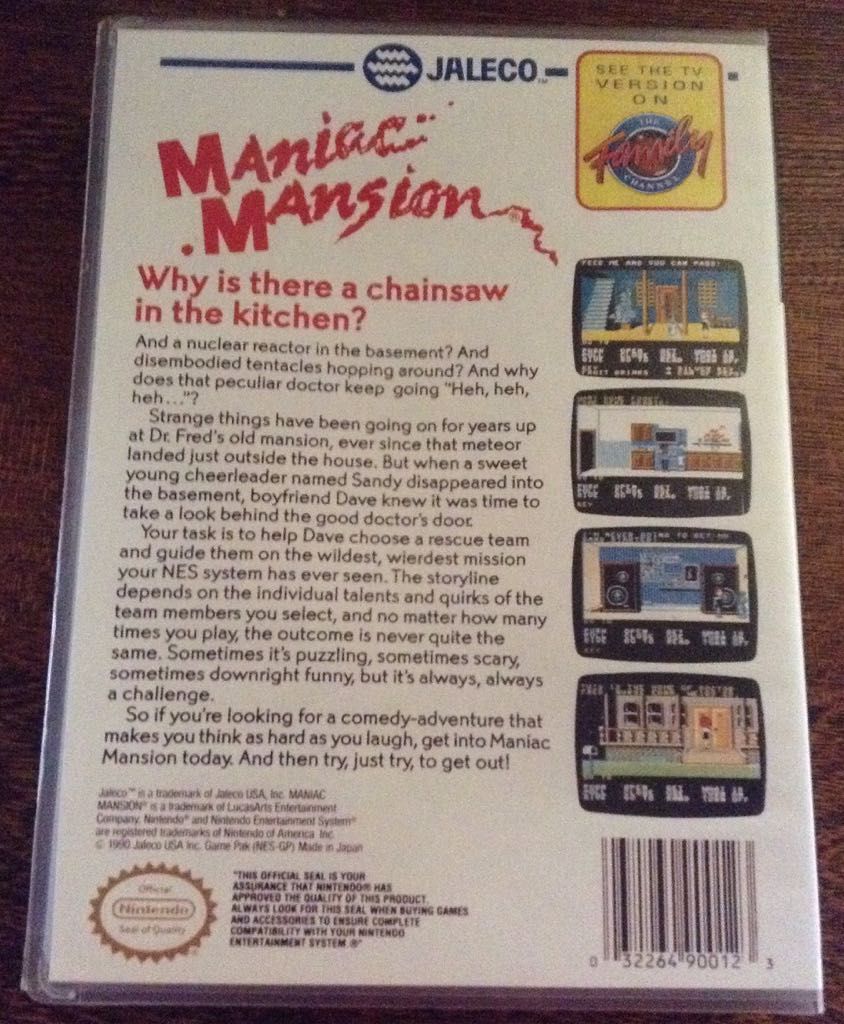 JALECO™
SEE THE TV
VERSION
ON
THE
Family
CHANNEL
Maniac
Mansion®
Why is there a chainsaw
in the kitchen?
And a nuclear reactor in the basement? And
disembodied tentacles hopping around? And why
does that peculiar doctor keep going "Heh, heh,
heh..."?
Strange things have been going on for years up
at Dr. Fred's old mansion, ever since that meteor
landed just outside the house. But when a sweet
young cheerleader named Sandy disappeared into
the basement, boyfriend Dave knew it was time to
take a look behind the good doctor's door.
Your task is to help Dave choose a rescue team
and guide them on the wildest, wierdest mission
your NES system has ever seen. The storyline
depends on the individual talents and quirks of the
team members you select, and no matter how many
times you play, the outcome is never quite the
same. Sometimes it's puzzling, sometimes scary,
sometimes downright funny, but it's always, always
a challenge.
So if you're looking for a comedy-adventure that
makes you think as hard as you laugh, get into Maniac
Mansion today. And then try, just try, to get out!
FEED ME AND YOU CAN PASS!
Jaleco™ is a trademark of Jaleco USA, Inc. MANIAC
MANSION® is a trademark of LucasArts Entertainment
Company. Nintendo® and Nintendo Entertainment System®
are registered trademarks of Nintendo of America Inc.
© 1990 Jaleco USA Inc. Game Pak (NES-GP) Made in Japan
Official
Nintendo
Seal of Quality
"THIS OFFICIAL SEAL IS YOUR
ASSURANCE THAT NINTENDO® HAS
APPROVED THE QUALITY OF THIS PRODUCT.
ALWAYS LOOK FOR THIS SEAL WHEN BUYING GAMES
AND ACCESSORIES TO ENSURE COMPLETE
COMPATIBILITY WITH YOUR NINTENDO
ENTERTAINMENT SYSTEM ®"
0 32264 90012 3